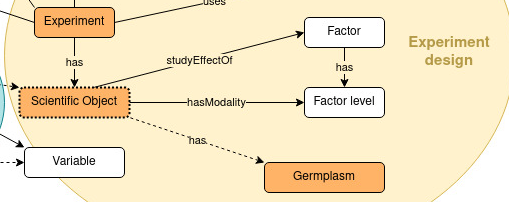 uses
Experiment
Factor
Experiment
design
has
studyEffectOf
has
Scientific Object
hasModality
Factor level
has
Variable
Germplasm